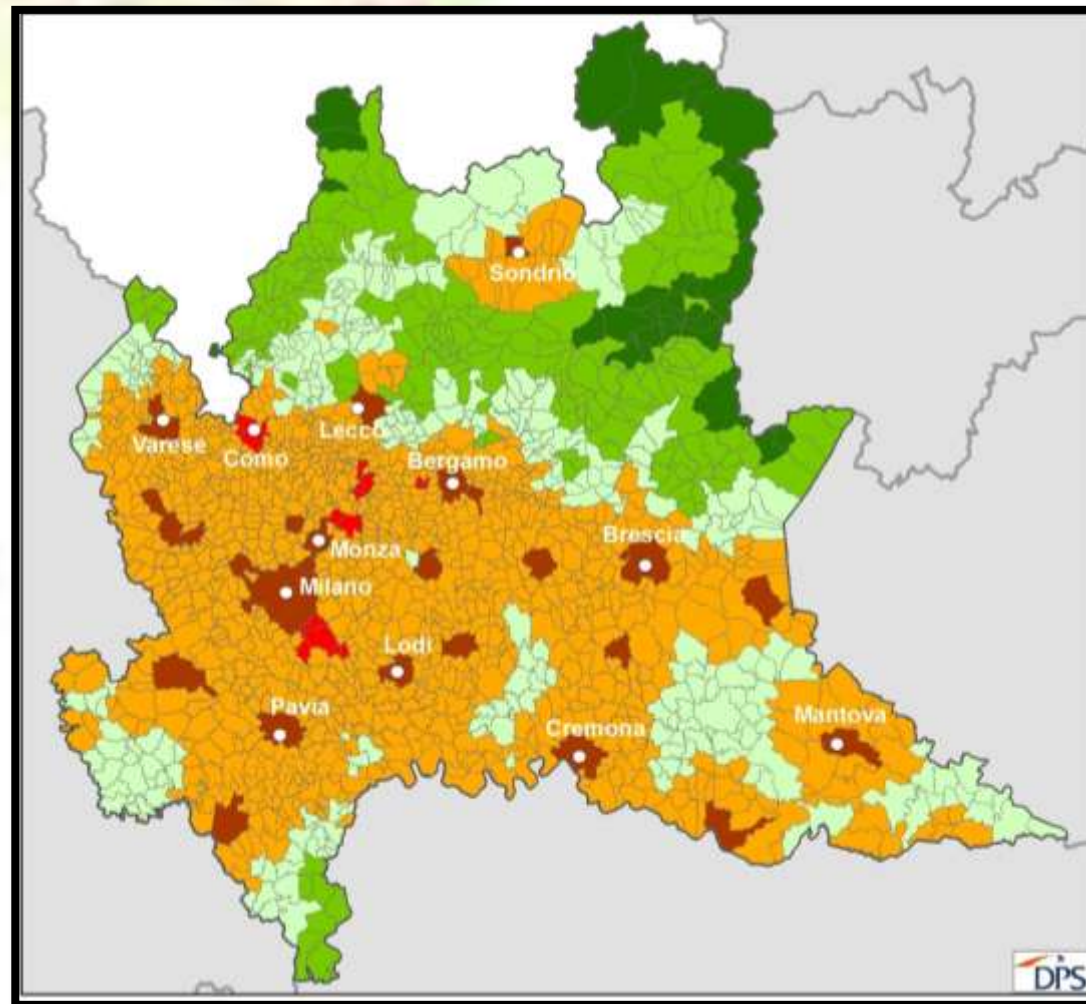 Sondrio
Lecco
Varese
Como
Bergamo
Monza
Brescia
Milano
Lodi
Pavia
Cremona
Mantova
DPS